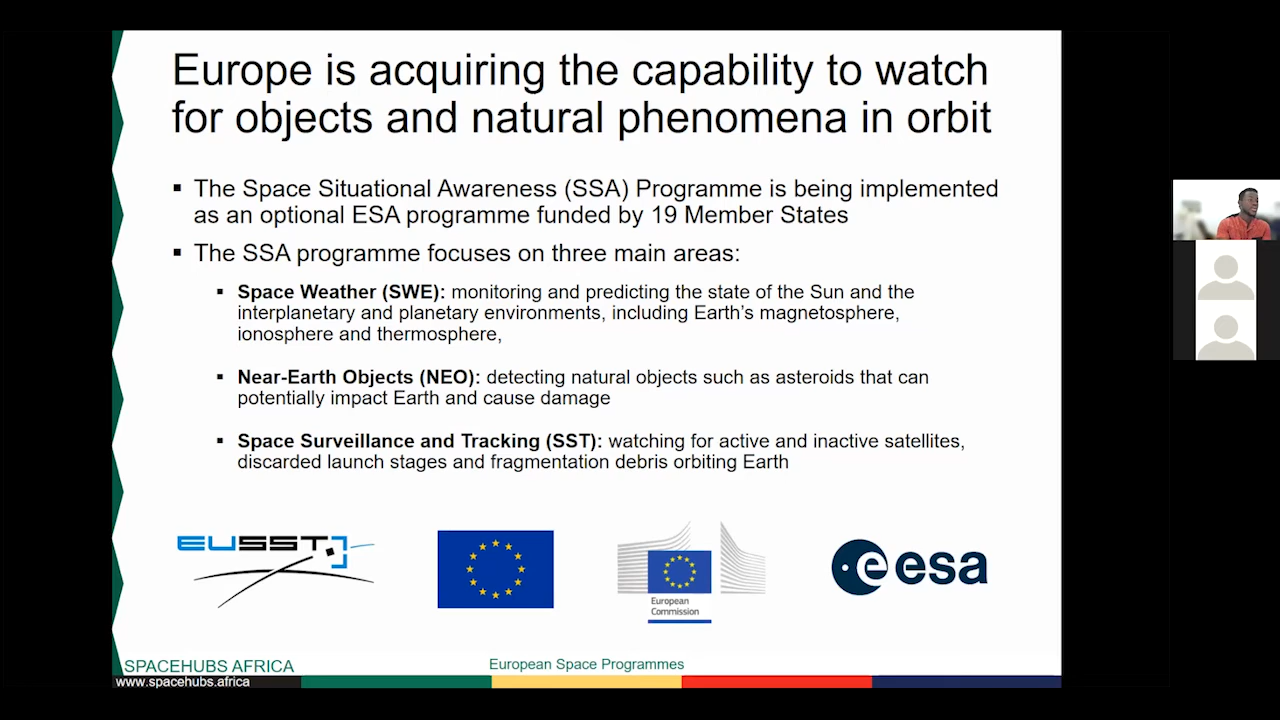 Europe is acquiring the capability to watch
for objects and natural phenomena in orbit
▪ The Space Situational Awareness (SSA) Programme is being implemented
as an optional ESA programme funded by 19 Member States
▪ The SSA programme focuses on three main areas:
▪ Space Weather (SWE): monitoring and predicting the state of the Sun and the
interplanetary and planetary environments, including Earth's magnetosphere,
ionosphere and thermosphere,
▪ Near-Earth Objects (NEO): detecting natural objects such as asteroids that can
potentially impact Earth and cause damage
▪ Space Surveillance and Tracking (SST): watching for active and inactive satellites,
discarded launch stages and fragmentation debris orbiting Earth
EUSST
European
Commission
esa
SPACEHUBS AFRICA
European Space Programmes
www.spacehubs.africa